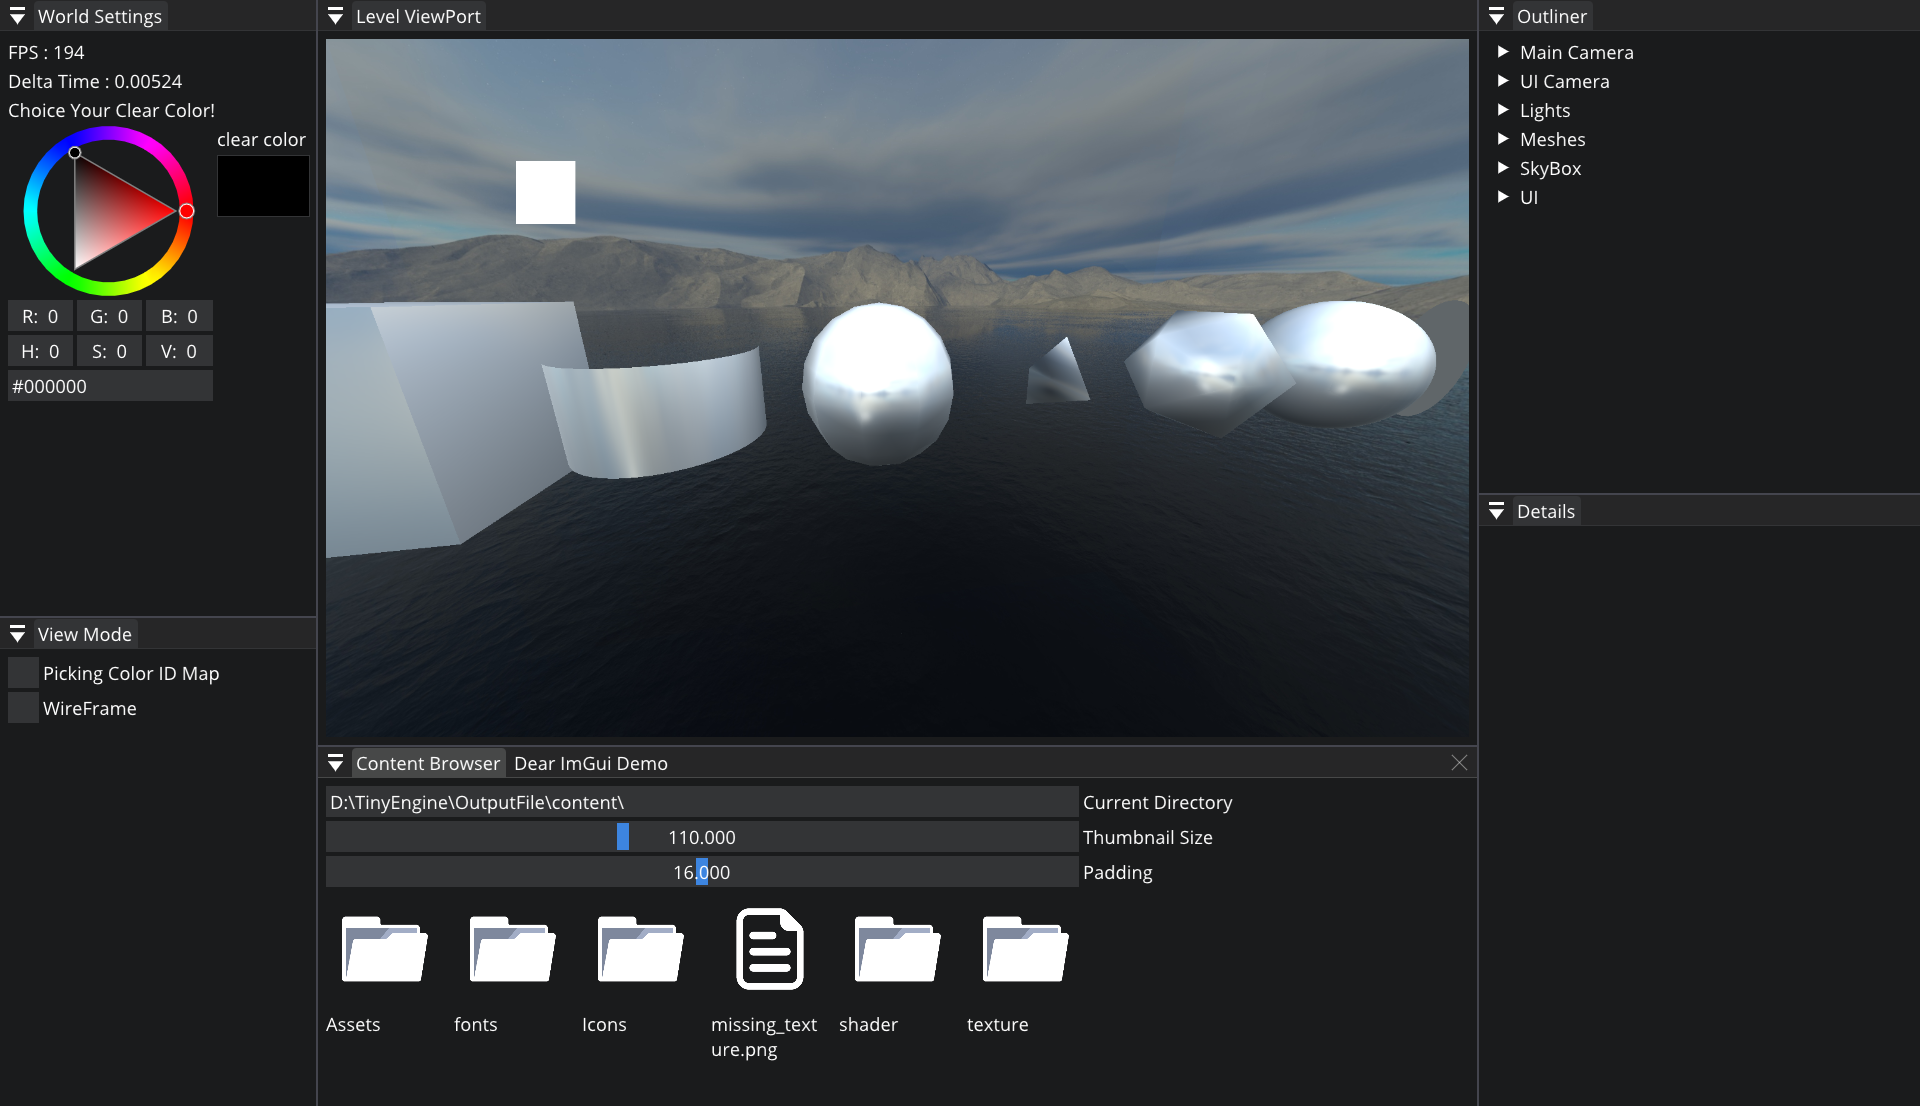 World Settings
FPS : 194
Delta Time : 0.00524
Choice Your Clear Color!
clear color
R: 0 G: 0 B: 0
H: 0 S: 0 V: 0
#000000
View Mode
Picking Color ID Map
WireFrame
Level ViewPort
Content Browser Dear ImGui Demo
D:\TinyEngine\OutputFile\content\ Current Directory
110.000 Thumbnail Size
16.000 Padding
Assets fonts Icons missing_text shader texture
ure.png
Outliner
Main Camera
UI Camera
Lights
Meshes
SkyBox
UI
Details